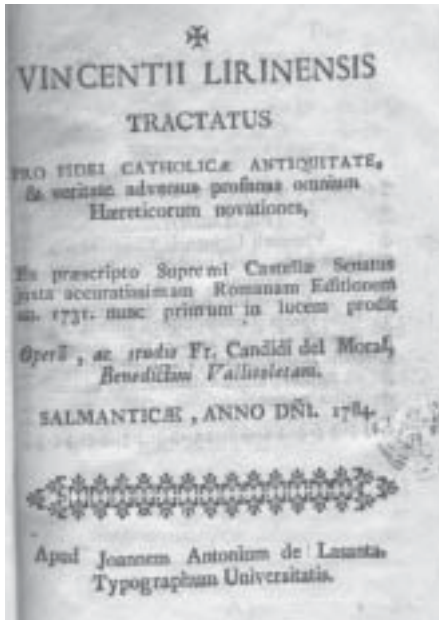 VINCENTII LIRINENSIS
TRACTATUS
PRO FIDEI CATHOLICÆ ANTIQUITATE,
& veritate adversus profanas omnium
Hæreticorum novationes,
Ex præscripto Supremi Castellæ Senatus
juxta accuratissimam Romanam Editionem
an. 1731. nunc primum in lucem prodit
Operâ, ac studio Fr. Candidi del Moral,
Benedictini Vallisoletani.
SALMANTICÆ, ANNO DÑI. 1784.
Apud Joannem Antonium de Lasanta.
Typographum Universitatis.